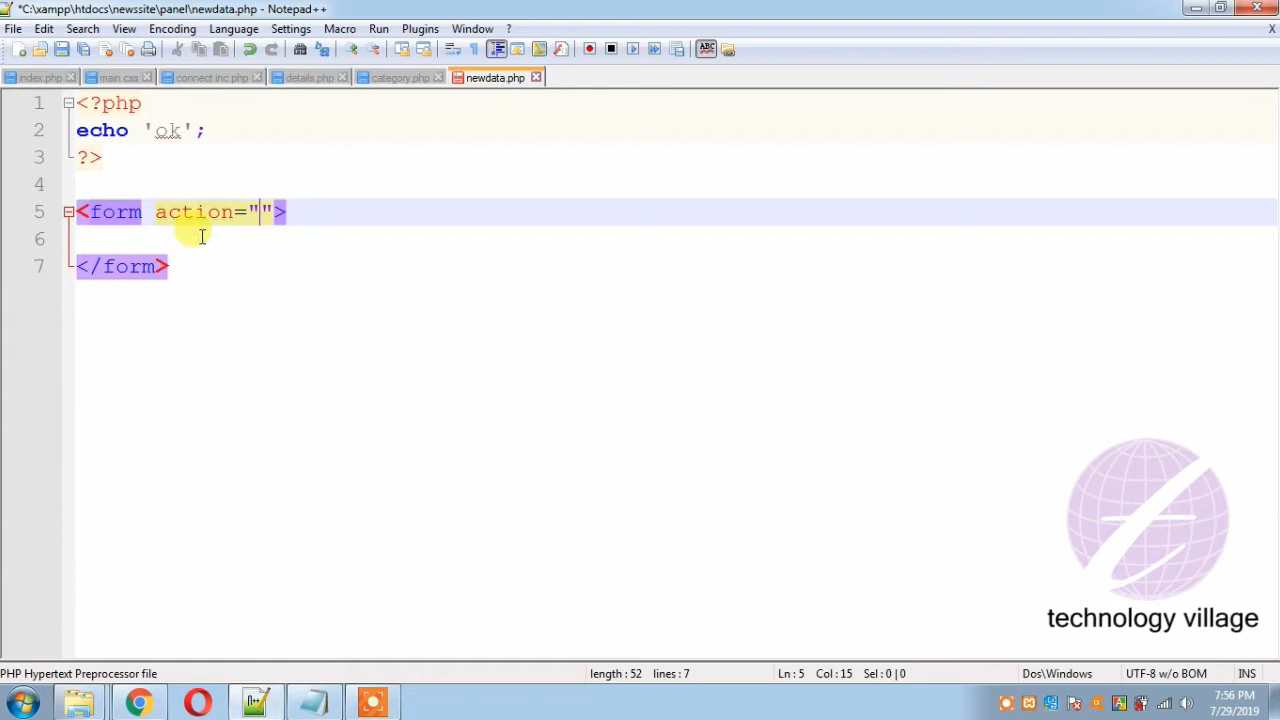 *C:\xampp\htdocs\newssite\panel\newdata.php - Notepad++
File Edit Search View Encoding Language Settings Macro Run Plugins Window ? X
index.php main.css connect.inc.php details.php category.php newdata.php
1 <?php
2 echo 'ok';
3 ?>
4
5 <form action="">
6
7 </form>
technology village
PHP Hypertext Preprocessor file length : 52 lines : 7 Ln : 5 Col : 15 Sel : 0 | 0 Dos\Windows UTF-8 w/o BOM INS
7:56 PM
7/29/2019